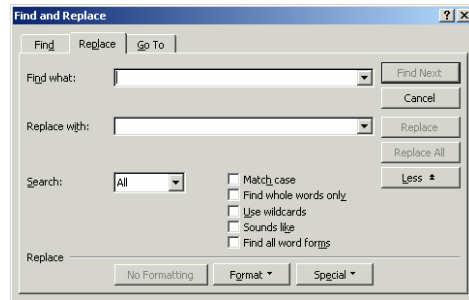 Find and Replace
Find Replace Go To
Find what: Find Next
Cancel
Replace with: Replace
Replace All
Less
Search: All Match case
Find whole words only
Use wildcards
Sounds like
Find all word forms
Replace
No Formatting Format Special